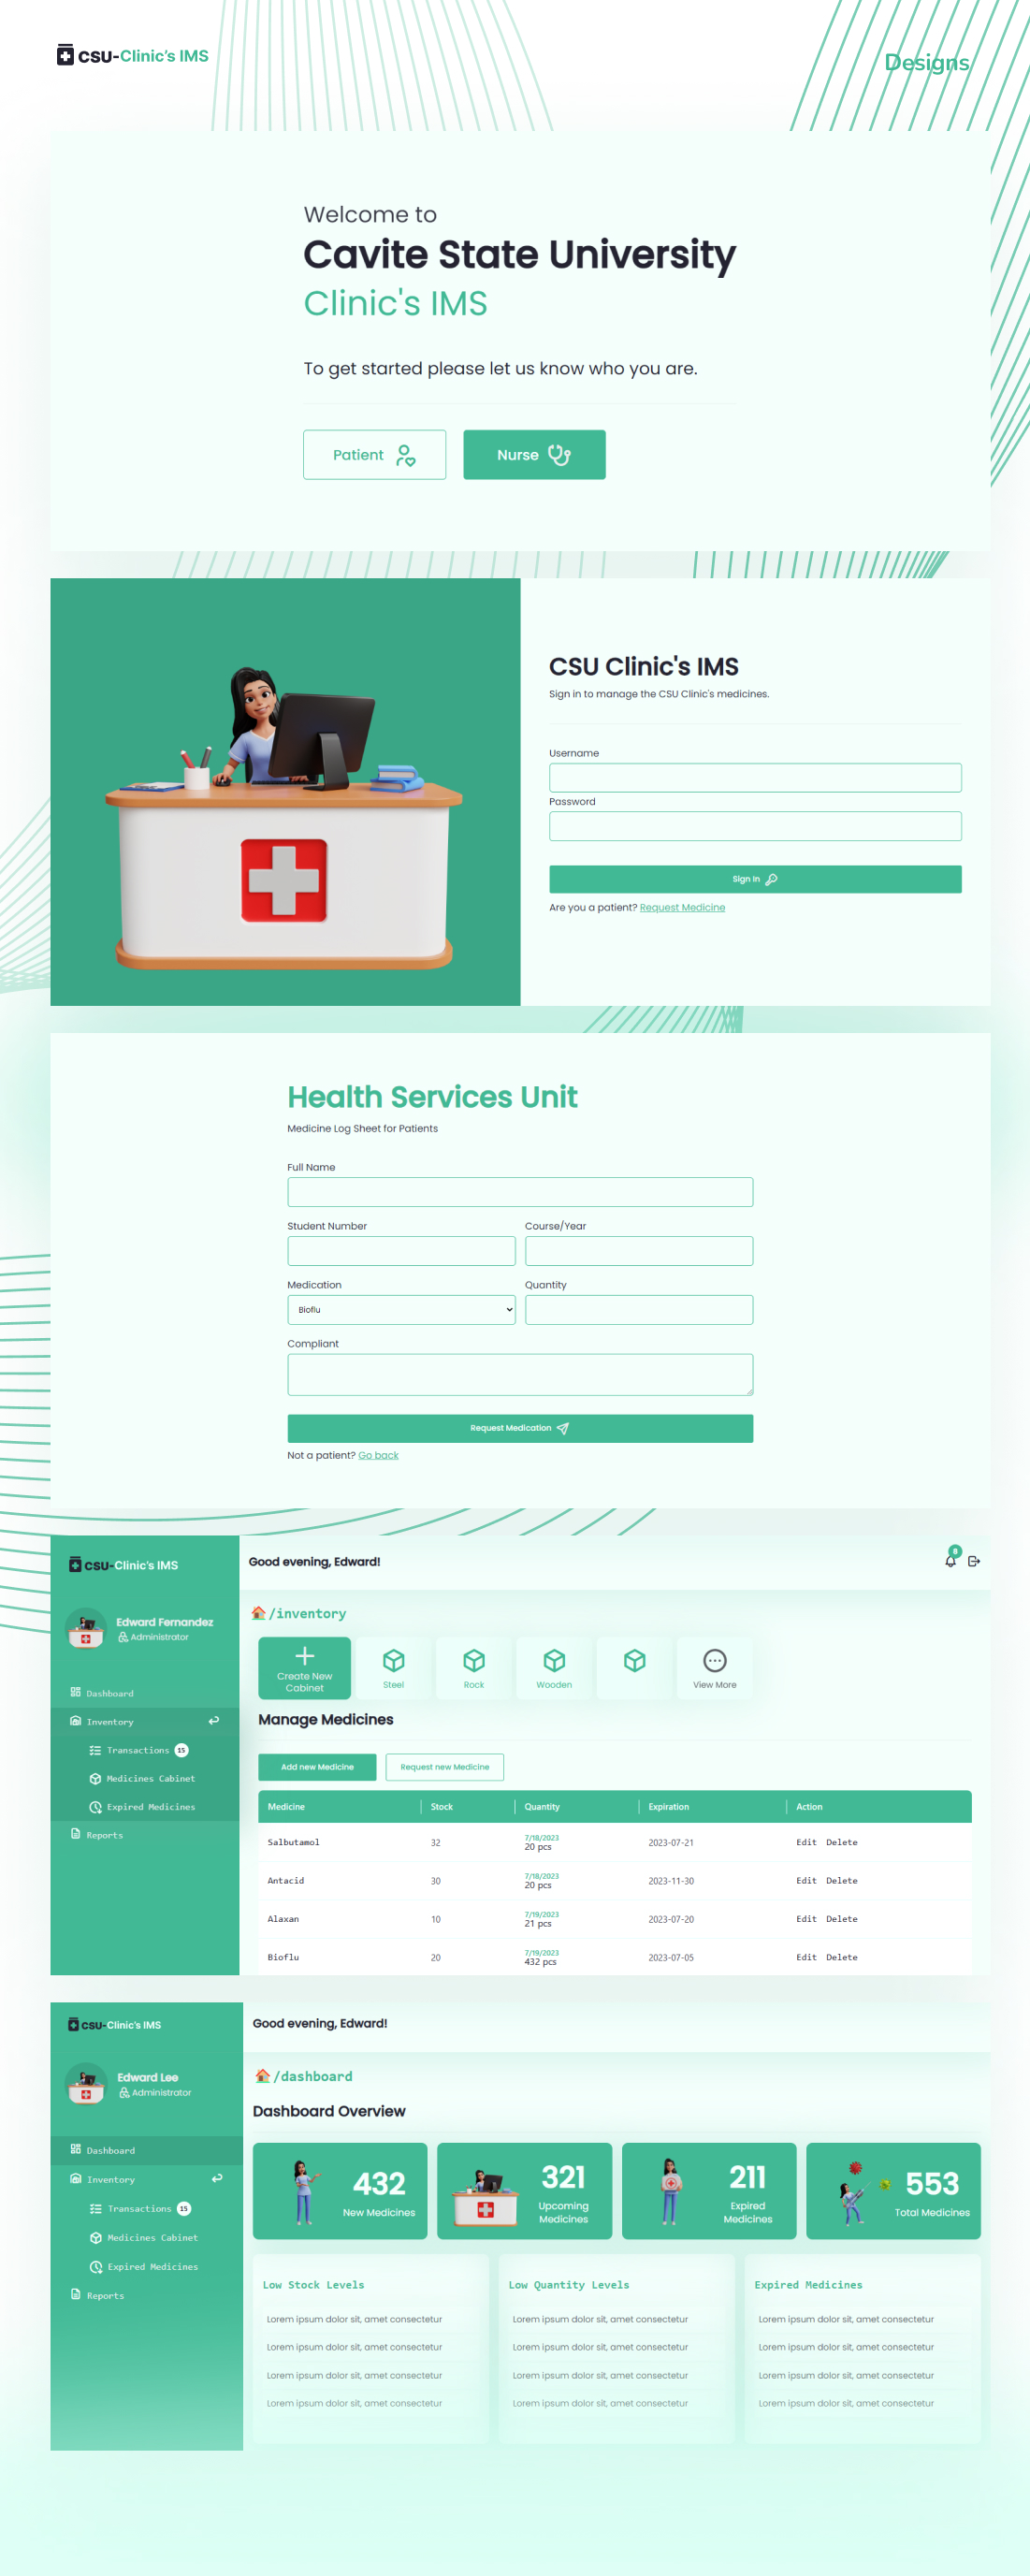 CSU-Clinic's IMS
Designs
Welcome to
Cavite State University
Clinic's IMS
To get started please let us know who you are.
Patient
Nurse
CSU Clinic's IMS
Sign in to manage the CSU Clinic's medicines.
Username
Password
Sign In
Are you a patient? Request Medicine
Health Services Unit
Medicine Log Sheet for Patients
Full Name
Student Number Course/Year
Medication Quantity
Bioflu
Compliant
Request Medication
Not a patient? Go back
CSU-Clinic's IMS
Good evening, Edward!
8
Edward Fernandez
Administrator
Dashboard
Inventory
Transactions 15
Medicines Cabinet
Expired Medicines
Reports
/inventory
Create New
Cabinet
Steel
Rock
Wooden
View More
Manage Medicines
Add new Medicine
Request new Medicine
Medicine Stock Quantity Expiration Action
Salbutamol 32 7/18/2023 20 pcs 2023-07-21 Edit Delete
Antacid 30 7/18/2023 20 pcs 2023-11-30 Edit Delete
Alaxan 10 7/19/2023 21 pcs 2023-07-20 Edit Delete
Bioflu 20 7/19/2023 432 pcs 2023-07-05 Edit Delete
CSU-Clinic's IMS
Good evening, Edward!
Edward Lee
Administrator
Dashboard
Inventory
Transactions 15
Medicines Cabinet
Expired Medicines
Reports
/dashboard
Dashboard Overview
432
New Medicines
321
Upcoming
Medicines
211
Expired
Medicines
553
Total Medicines
Low Stock Levels
Lorem ipsum dolor sit, amet consectetur
Lorem ipsum dolor sit, amet consectetur
Lorem ipsum dolor sit, amet consectetur
Lorem ipsum dolor sit, amet consectetur
Low Quantity Levels
Lorem ipsum dolor sit, amet consectetur
Lorem ipsum dolor sit, amet consectetur
Lorem ipsum dolor sit, amet consectetur
Lorem ipsum dolor sit, amet consectetur
Expired Medicines
Lorem ipsum dolor sit, amet consectetur
Lorem ipsum dolor sit, amet consectetur
Lorem ipsum dolor sit, amet consectetur
Lorem ipsum dolor sit, amet consectetur